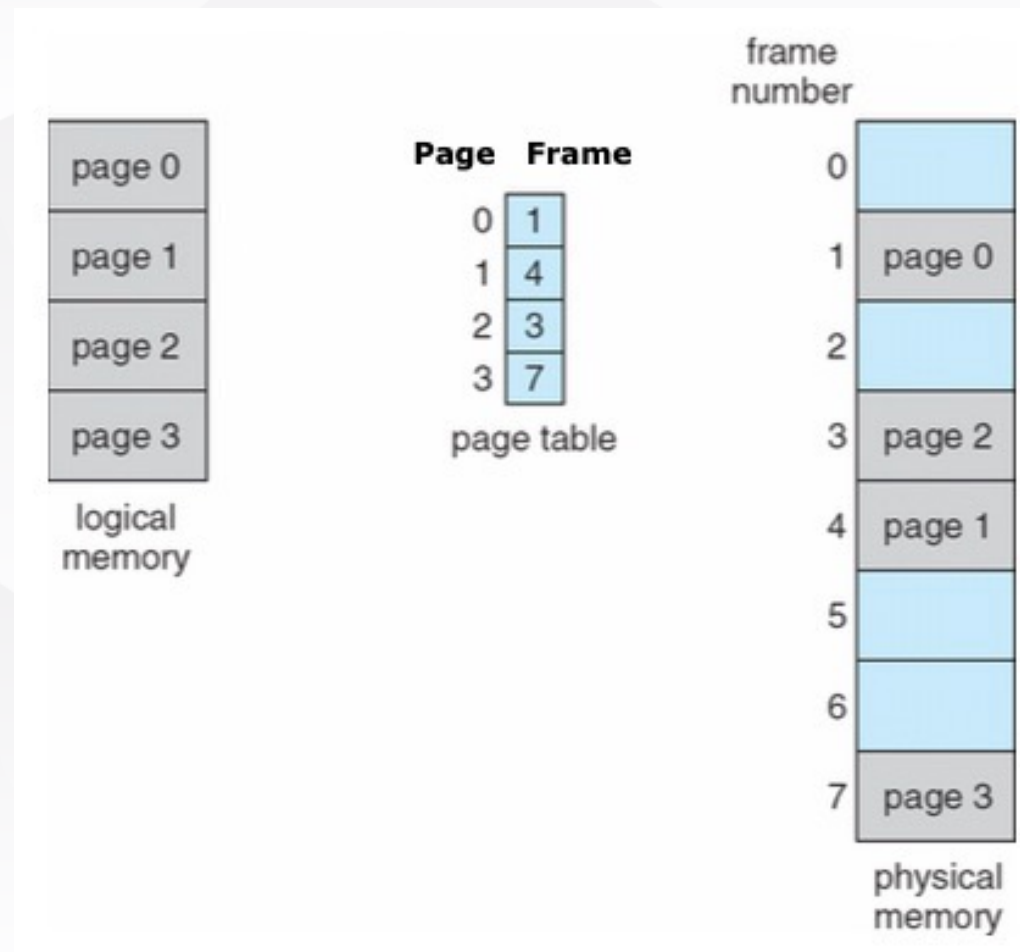 page 0
page 1
page 2
page 3
logical
memory
Page Frame
0 1
1 4
2 3
3 7
page table
frame
number
0
1 page 0
2
3 page 2
4 page 1
5
6
7 page 3
physical
memory